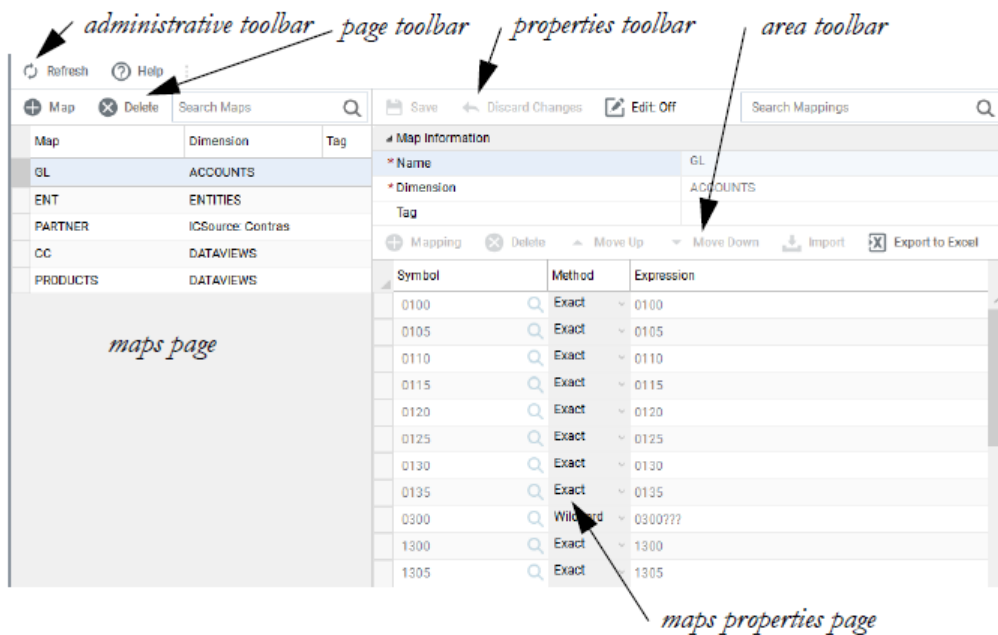 administrative toolbar page toolbar properties toolbar area toolbar
Refresh Help
Map Delete Search Maps Save Discard Changes Edit: Off Search Mappings
Map Dimension Tag
GL ACCOUNTS
ENT ENTITIES
PARTNER ICSource: Contras
CC DATAVIEWS
PRODUCTS DATAVIEWS
maps page
Map Information
* Name GL
* Dimension ACCOUNTS
Tag
Mapping Delete Move Up Move Down Import Export to Excel
Symbol Method Expression
0100 Exact 0100
0105 Exact 0105
0110 Exact 0110
0115 Exact 0115
0120 Exact 0120
0125 Exact 0125
0130 Exact 0130
0135 Exact 0135
0300 Wildcard 0300???
1300 Exact 1300
1305 Exact 1305
maps properties page